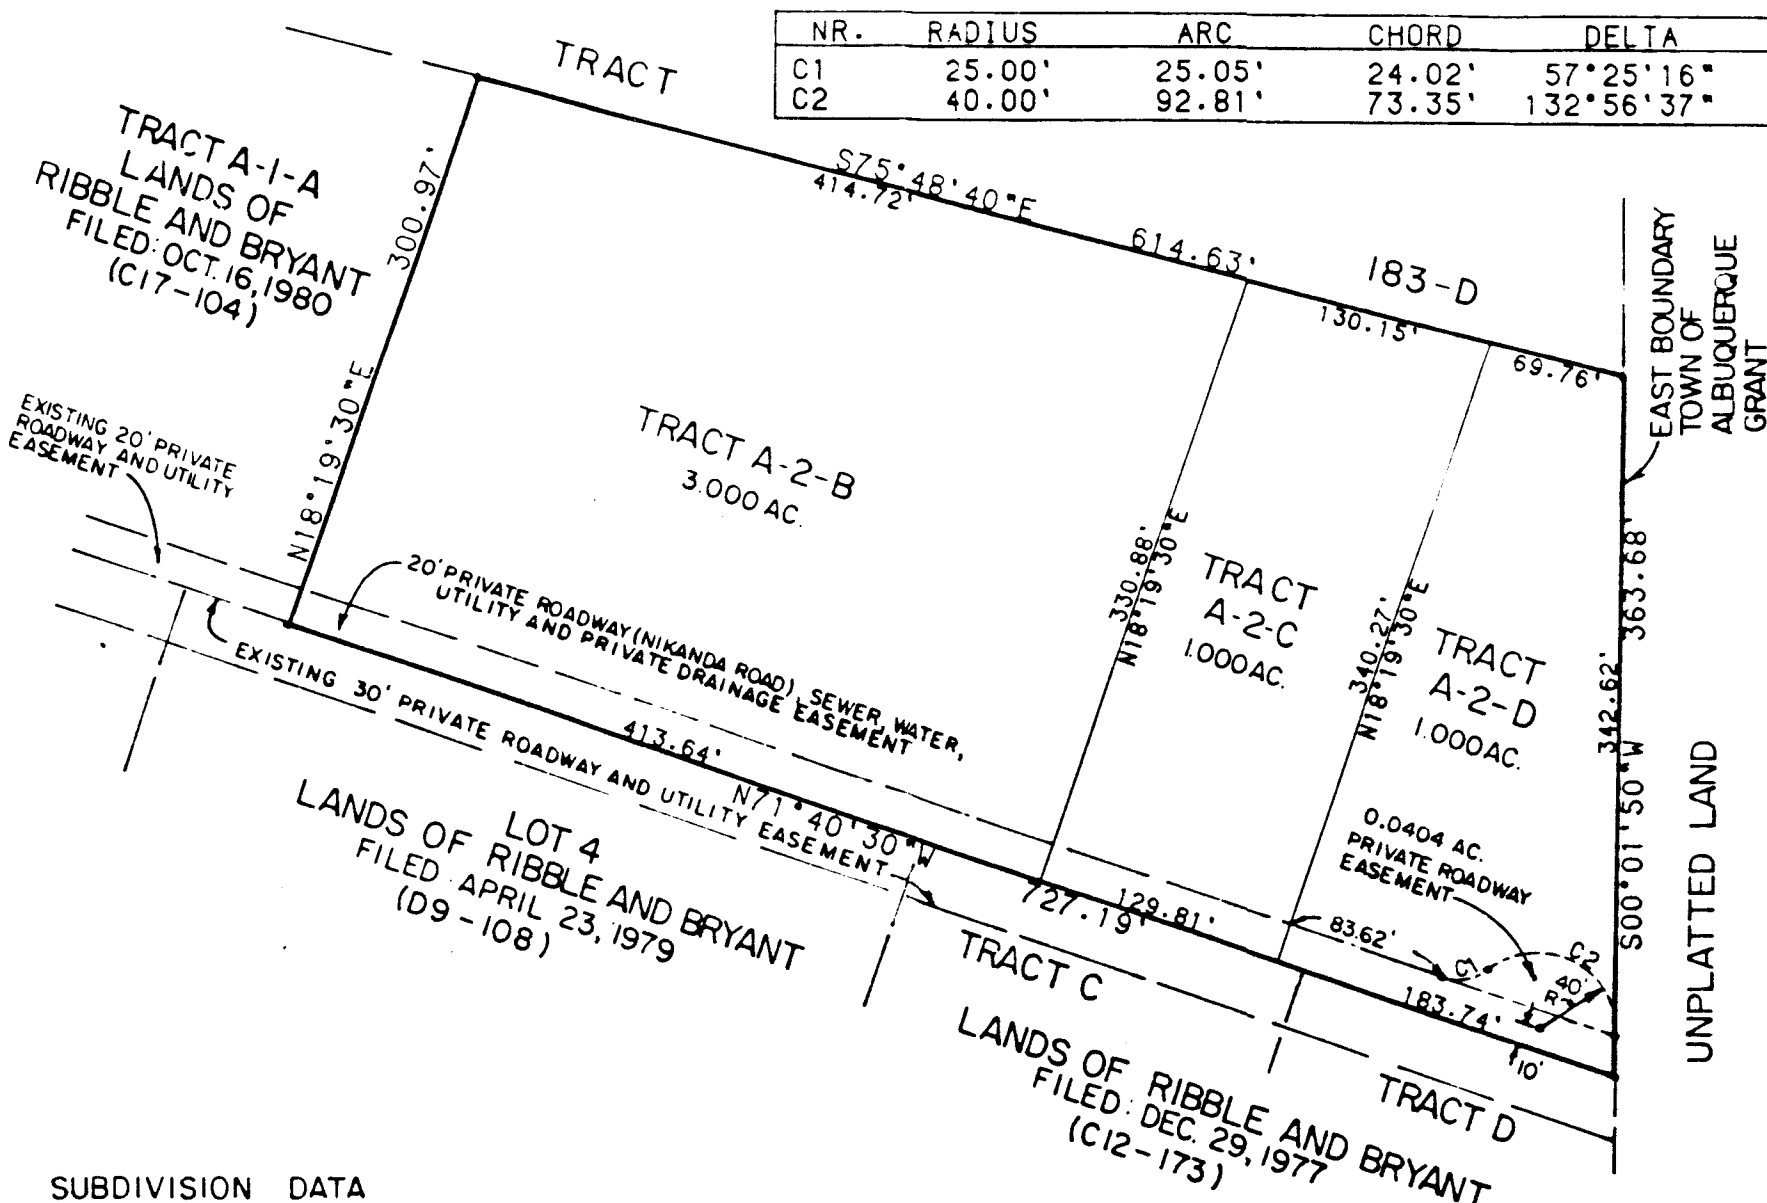 NR. RADIUS ARC CHORD DELTA
C1 25.00' 25.05' 24.02' 57°25'16"
C2 40.00' 92.81' 73.35' 132°56'37"
TRACT
183-D
TRACT A-1-A
LANDS OF
RIBBLE AND BRYANT
FILED: OCT. 16, 1980
(C17-104)
300.97'
N18°19'30"E
S75°48'40"E
414.72'
614.63'
130.15'
69.76'
EAST BOUNDARY
TOWN OF
ALBUQUERQUE
GRANT
EXISTING 20' PRIVATE
ROADWAY AND UTILITY
EASEMENT
TRACT A-2-B
3.000 AC.
20' PRIVATE ROADWAY (NIKANDA ROAD), SEWER, WATER,
UTILITY AND PRIVATE DRAINAGE EASEMENT
330.88'
N18°19'30"E
TRACT
A-2-C
1.000 AC.
340.27'
N18°19'30"E
TRACT
A-2-D
1.000 AC.
363.68'
342.62'
S00°01'50"W
UNPLATTED LAND
EXISTING 30' PRIVATE ROADWAY AND UTILITY EASEMENT
413.64'
N71°40'30"W
727.19'
129.81'
83.62'
183.74'
0.0404 AC.
PRIVATE ROADWAY
EASEMENT
C1
C2
40'
10'
LOT 4
LANDS OF RIBBLE AND BRYANT
FILED: APRIL 23, 1979
(D9-108)
TRACT C
TRACT D
LANDS OF RIBBLE AND BRYANT
FILED: DEC. 29, 1977
(C12-173)
SUBDIVISION DATA